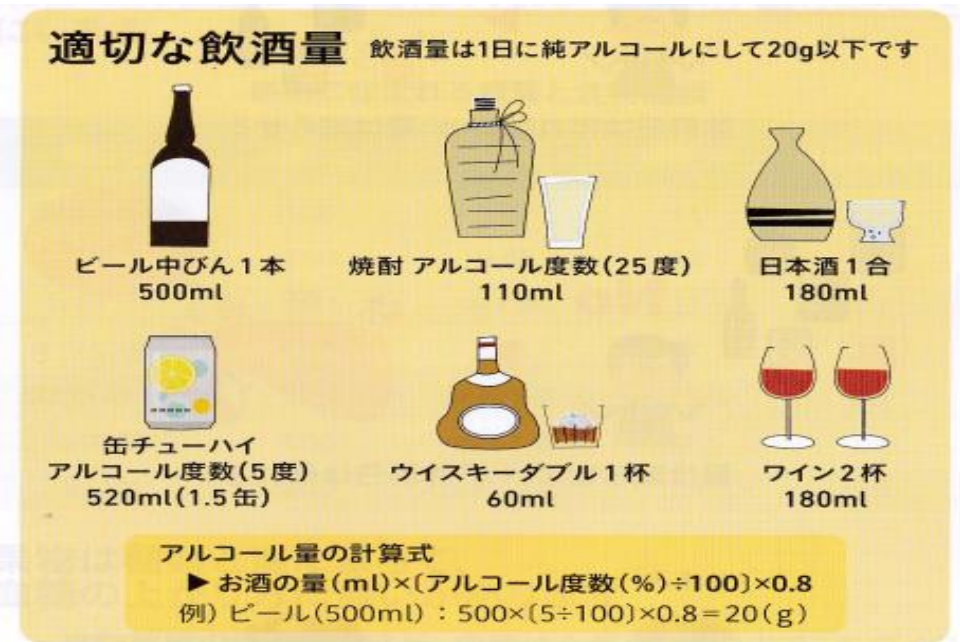 適切な飲酒量 飲酒量は1日に純アルコールにして20g以下です
ビール中びん1本
500ml
焼酎 アルコール度数(25度)
110ml
日本酒1合
180ml
缶チューハイ
アルコール度数(5度)
520ml(1.5缶)
ウイスキーダブル1杯
60ml
ワイン2杯
180ml
アルコール量の計算式
▶ お酒の量(ml)×〔アルコール度数(%)÷100〕×0.8
例) ビール(500ml)：500×〔5÷100〕×0.8=20(g)